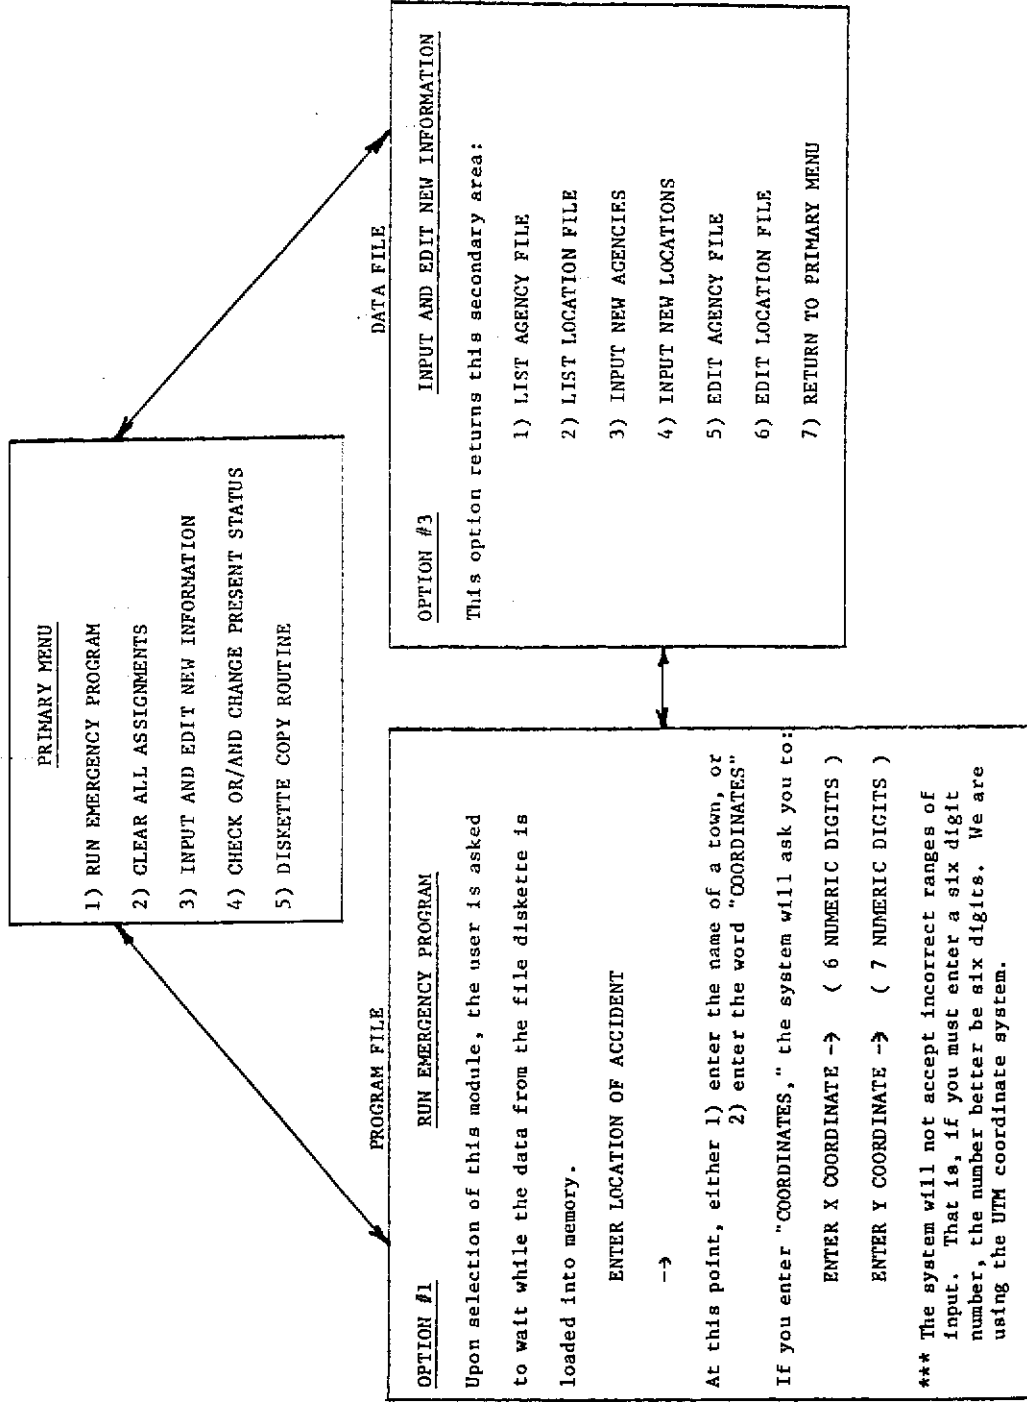 PRIMARY MENU
1) RUN EMERGENCY PROGRAM
2) CLEAR ALL ASSIGNMENTS
3) INPUT AND EDIT NEW INFORMATION
4) CHECK OR/AND CHANGE PRESENT STATUS
5) DISKETTE COPY ROUTINE
PROGRAM FILE
OPTION #1 RUN EMERGENCY PROGRAM
Upon selection of this module, the user is asked
to wait while the data from the file diskette is
loaded into memory.
ENTER LOCATION OF ACCIDENT
-→
At this point, either 1) enter the name of a town, or
2) enter the word "COORDINATES"
If you enter "COORDINATES," the system will ask you to:
ENTER X COORDINATE -→ ( 6 NUMERIC DIGITS )
ENTER Y COORDINATE -→ ( 7 NUMERIC DIGITS )
*** The system will not accept incorrect ranges of
input. That is, if you must enter a six digit
number, the number better be six digits. We are
using the UTM coordinate system.
DATA FILE
OPTION #3 INPUT AND EDIT NEW INFORMATION
This option returns this secondary area:
1) LIST AGENCY FILE
2) LIST LOCATION FILE
3) INPUT NEW AGENCIES
4) INPUT NEW LOCATIONS
5) EDIT AGENCY FILE
6) EDIT LOCATION FILE
7) RETURN TO PRIMARY MENU